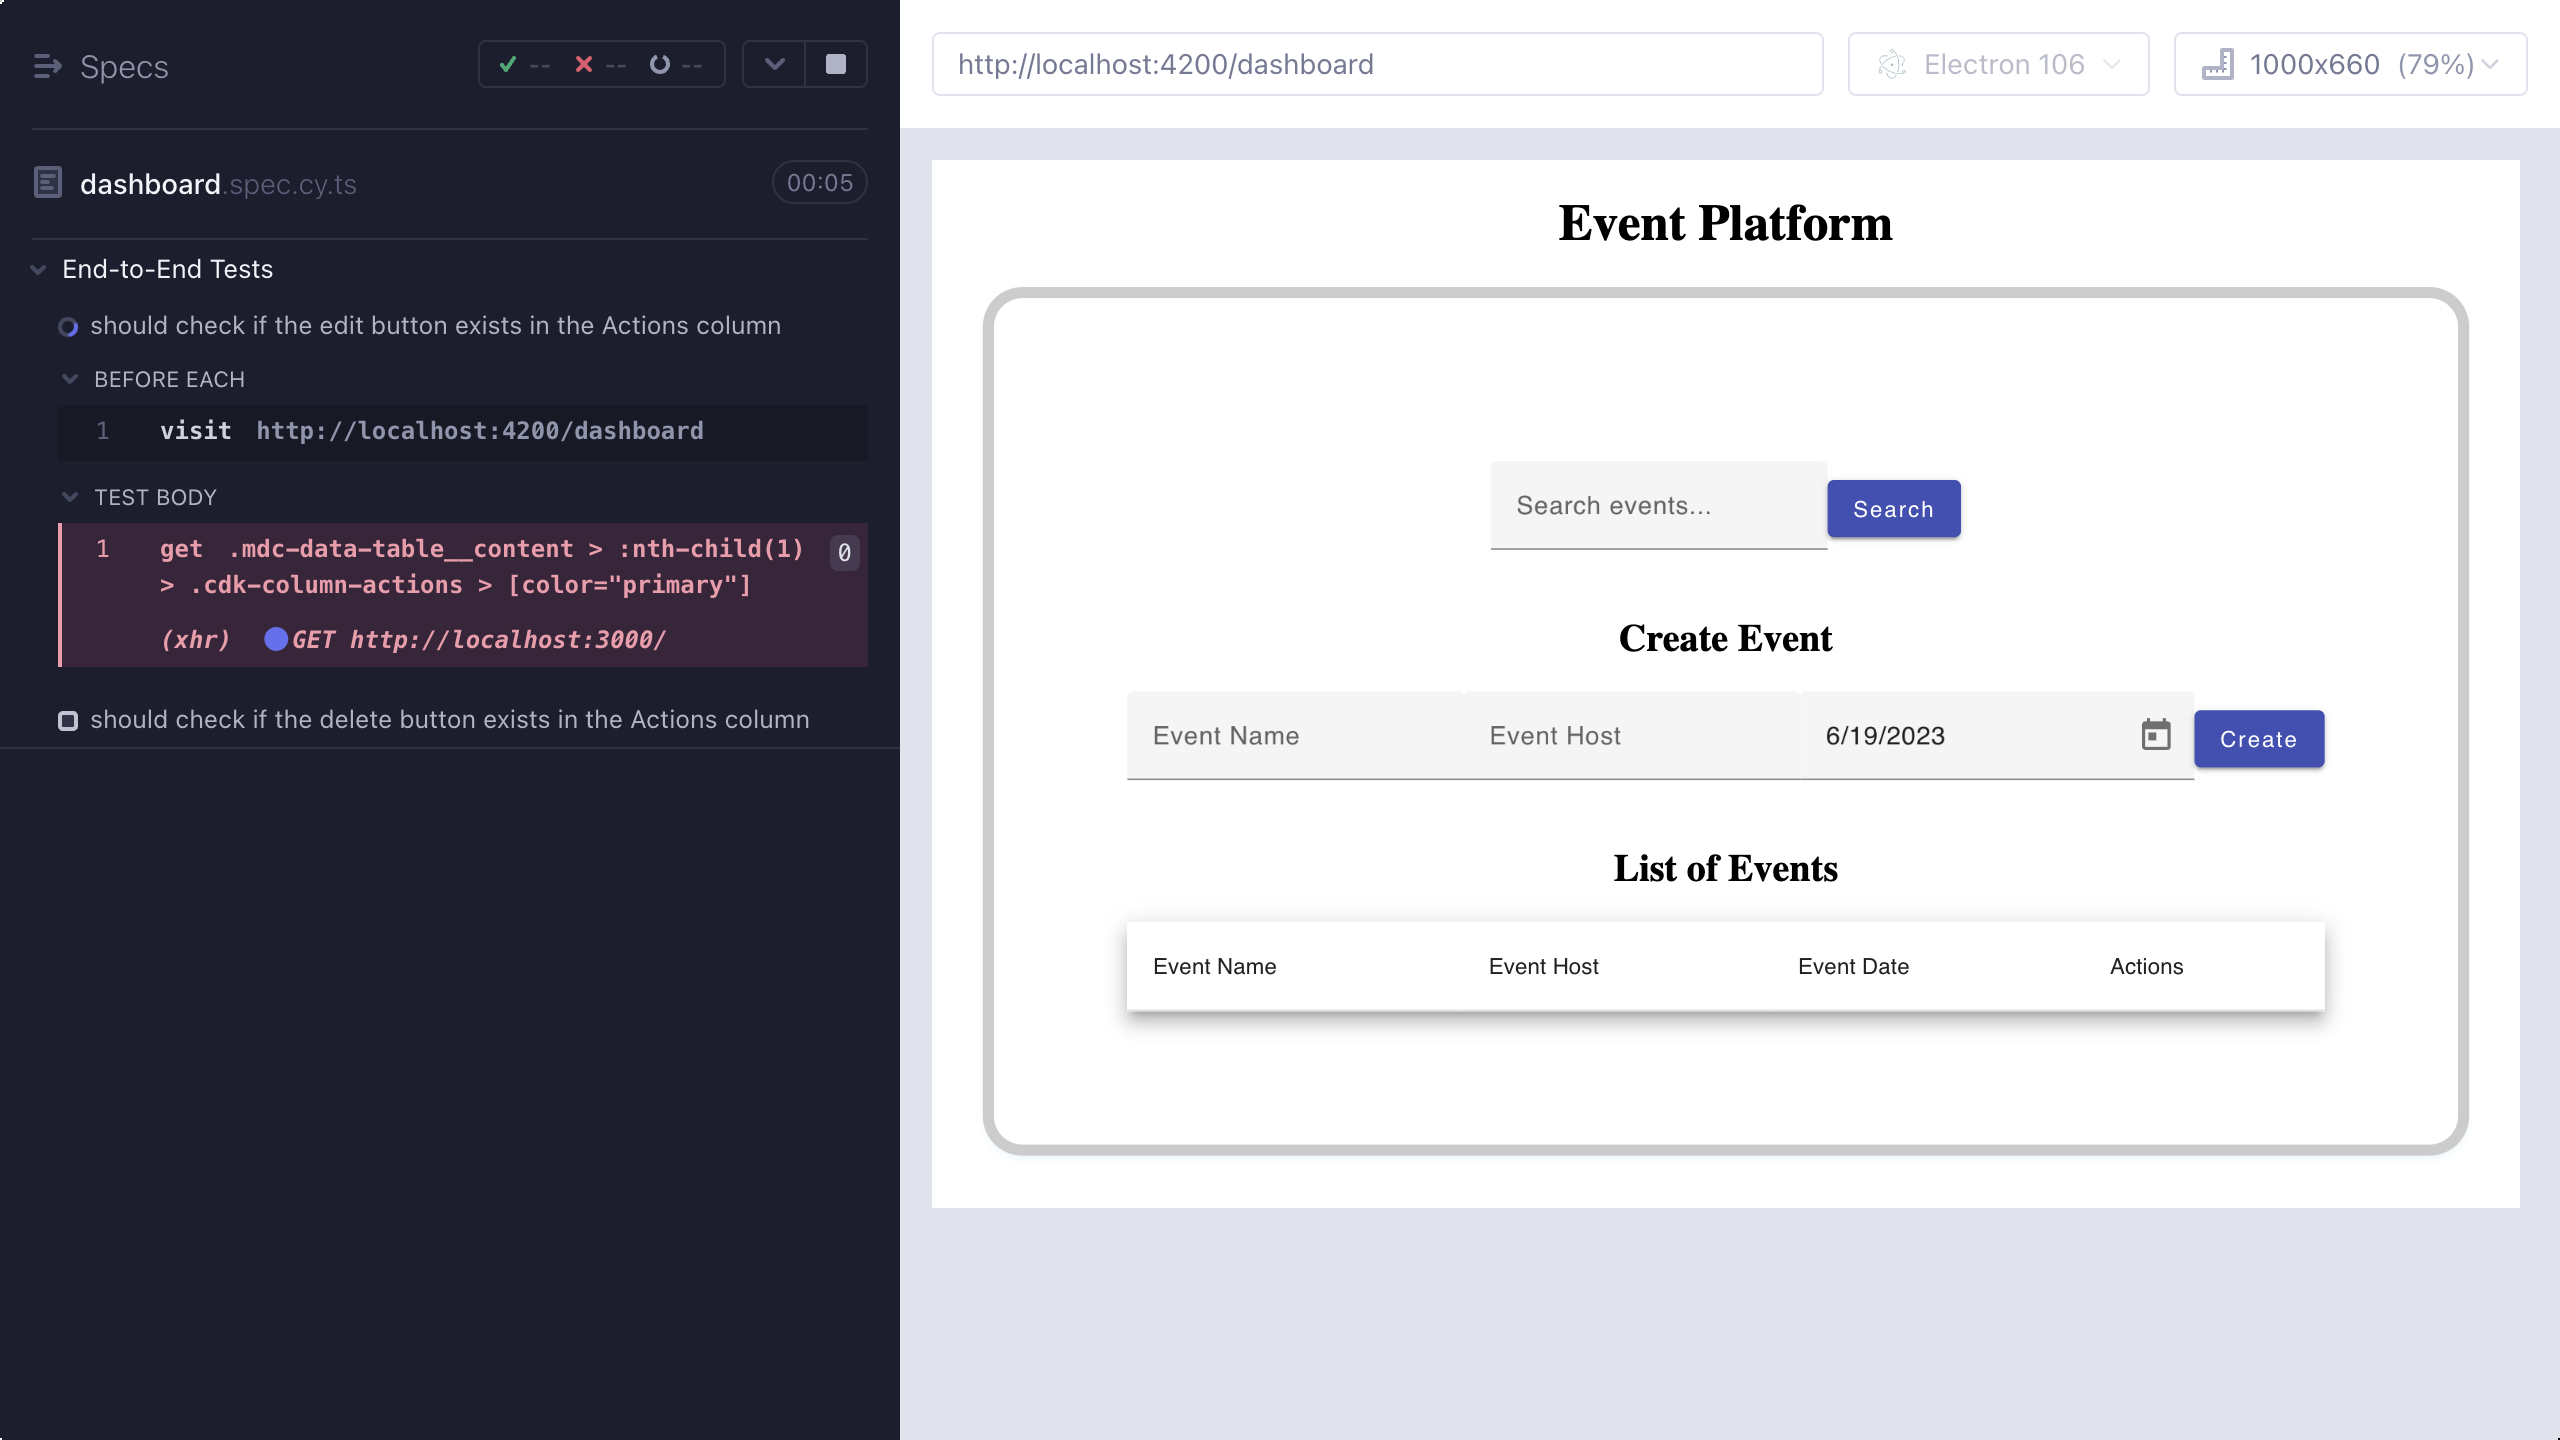 Specs
-- -- --
dashboard.spec.cy.ts 00:05
End-to-End Tests
should check if the edit button exists in the Actions column
BEFORE EACH
1 visit http://localhost:4200/dashboard
TEST BODY
1 get .mdc-data-table__content > :nth-child(1) 0
> .cdk-column-actions > [color="primary"]
(xhr) GET http://localhost:3000/
should check if the delete button exists in the Actions column
http://localhost:4200/dashboard
Electron 106
1000x660 (79%)
Event Platform
Search events...
Search
Create Event
Event Name Event Host 6/19/2023 Create
List of Events
Event Name Event Host Event Date Actions